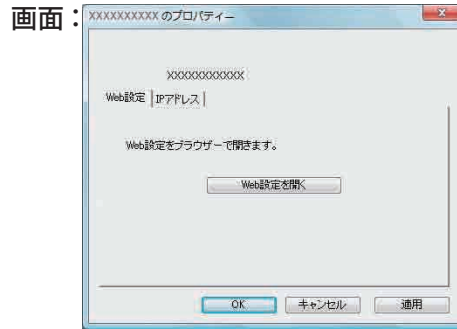 画面：
XXXXXXXXXX のプロパティー
XXXXXXXXXXXX
Web設定 IPアドレス
Web設定をブラウザーで開きます。
Web設定を開く
OK キャンセル 適用